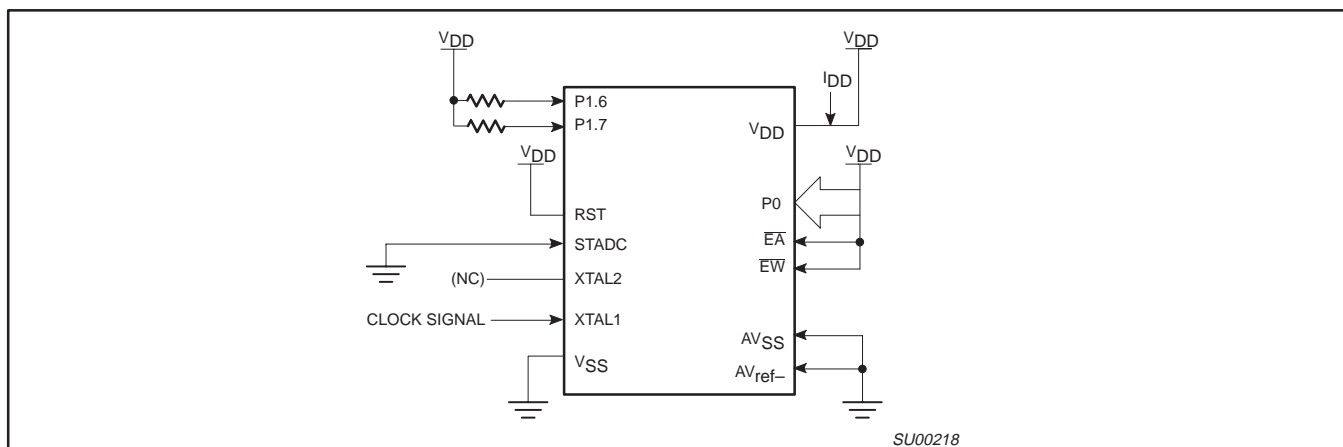 VDD
P1.6
P1.7
VDD
RST
STADC
(NC)
XTAL2
CLOCK SIGNAL
XTAL1
VSS
VDD
IDD
VDD
VDD
P0
EA
EW
AVSS
AVref–
SU00218